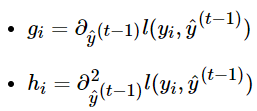 • gᵢ = ∂_ŷ(t−1) l(yᵢ, ŷ^(t−1))
• hᵢ = ∂²_ŷ(t−1) l(yᵢ, ŷ^(t−1))